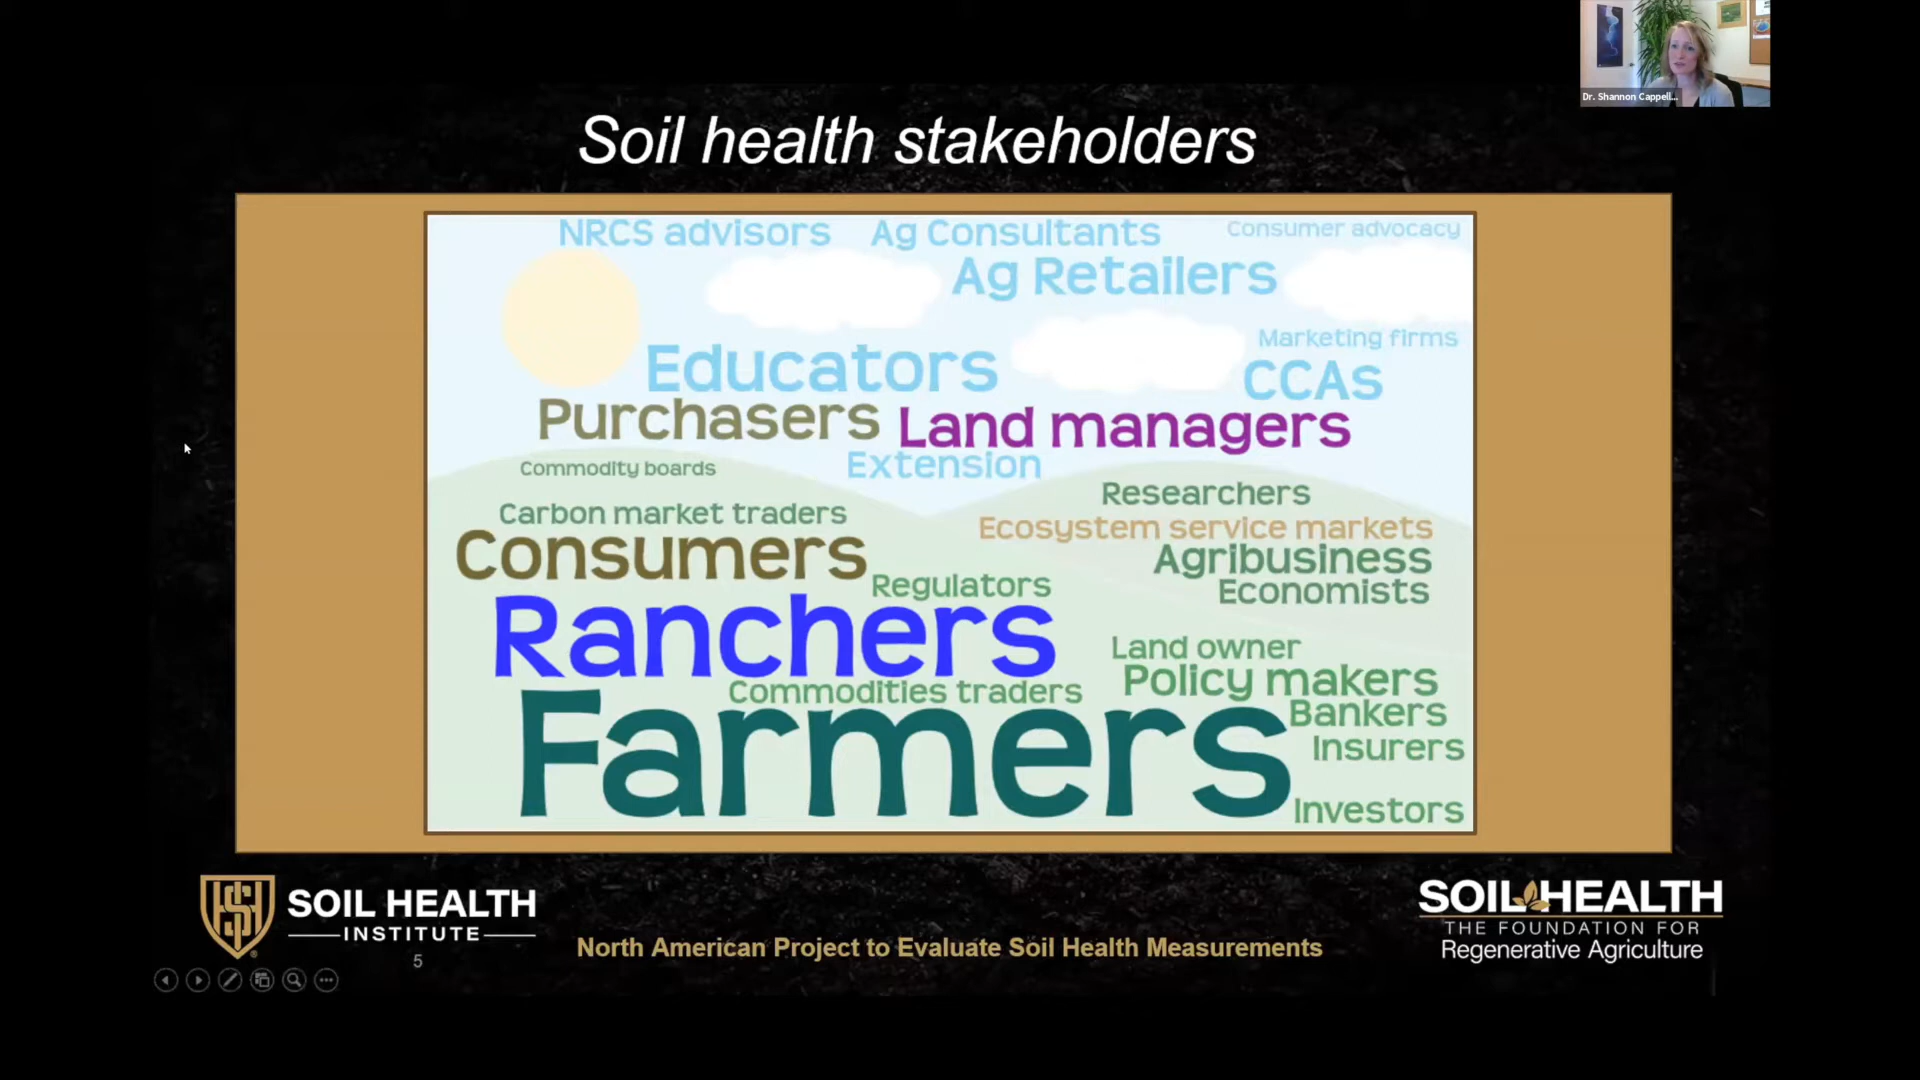 Dr. Shannon Cappell...
Soil health stakeholders
NRCS advisors
Ag Consultants
Consumer advocacy
Ag Retailers
Marketing firms
Educators
CCAs
Purchasers
Land managers
Commodity boards
Extension
Researchers
Carbon market traders
Ecosystem service markets
Consumers
Agribusiness
Regulators
Economists
Ranchers
Land owner
Commodities traders
Policy makers
Farmers
Bankers
Insurers
Investors
SOIL HEALTH
INSTITUTE
5
North American Project to Evaluate Soil Health Measurements
SOIL HEALTH
THE FOUNDATION FOR
Regenerative Agriculture